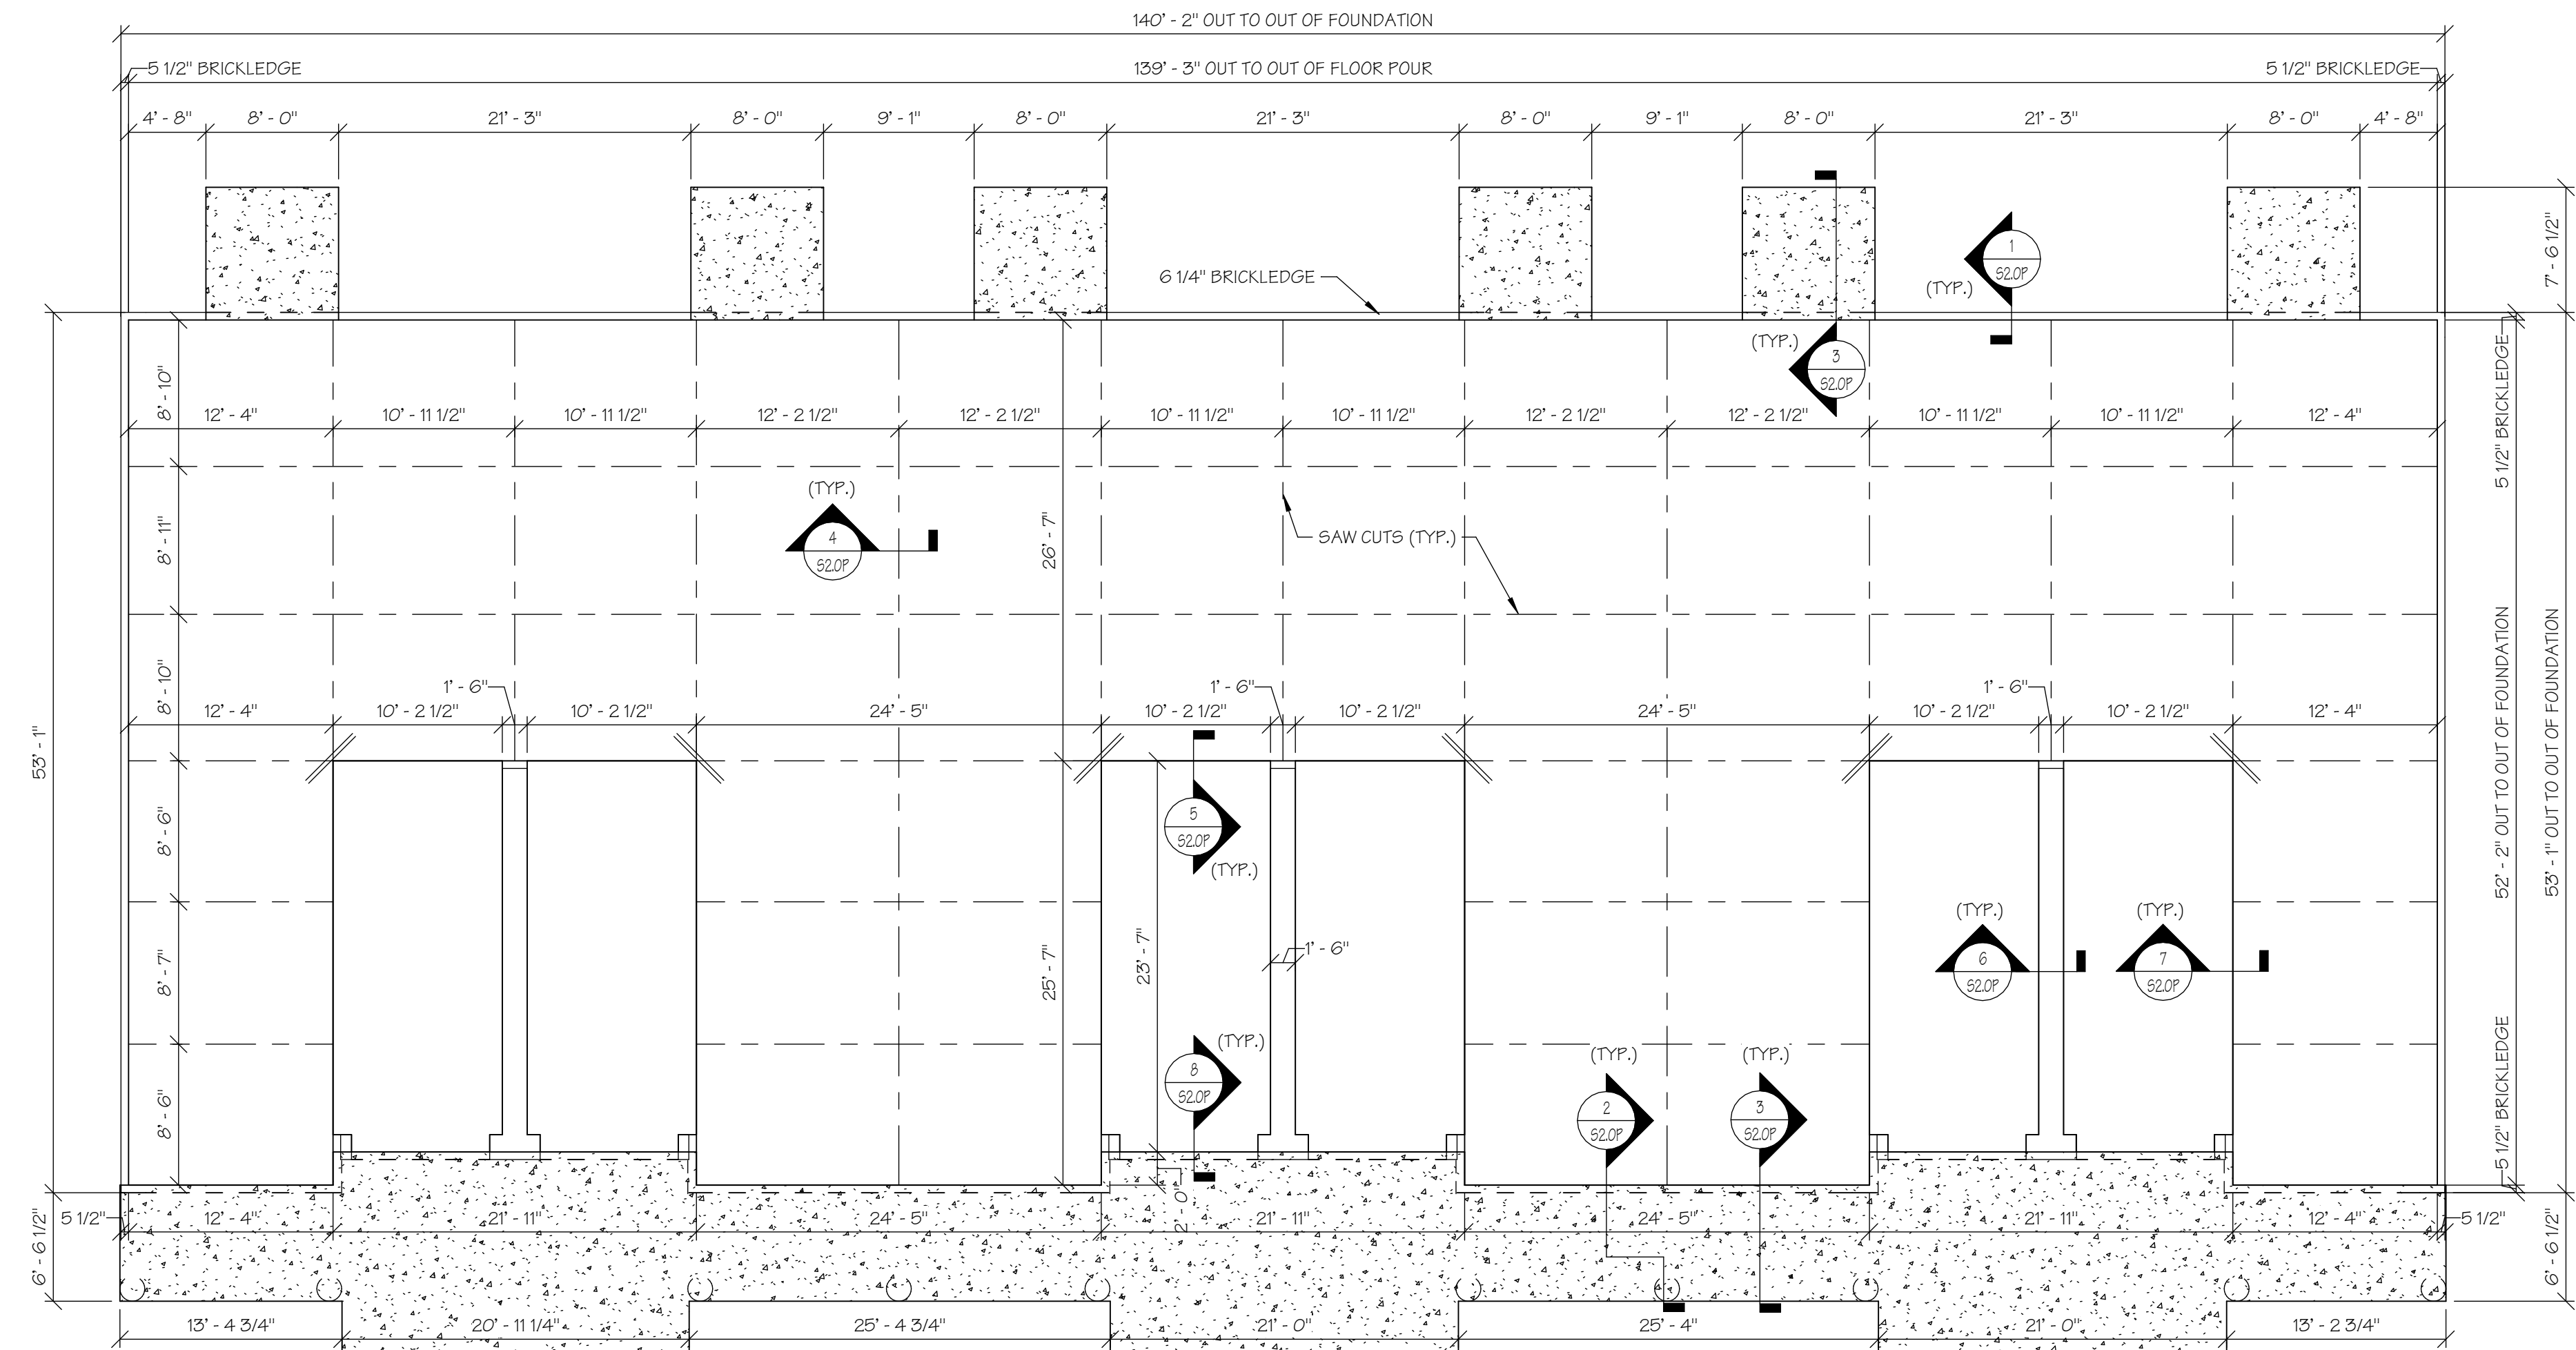 140' - 2" OUT TO OUT OF FOUNDATION
5 1/2" BRICKLEDGE
139' - 3" OUT TO OUT OF FLOOR POUR
5 1/2" BRICKLEDGE
4' - 8"
8' - 0"
21' - 3"
8' - 0"
9' - 1"
8' - 0"
21' - 3"
8' - 0"
9' - 1"
8' - 0"
21' - 3"
8' - 0"
4' - 8"
7' - 6 1/2"
1
S2.0P
(TYP.)
6 1/4" BRICKLEDGE
(TYP.)
3
S2.0P
5 1/2" BRICKLEDGE
8' - 10"
12' - 4"
10' - 11 1/2"
10' - 11 1/2"
12' - 2 1/2"
12' - 2 1/2"
10' - 11 1/2"
10' - 11 1/2"
12' - 2 1/2"
12' - 2 1/2"
10' - 11 1/2"
10' - 11 1/2"
12' - 4"
(TYP.)
4
S2.0P
8' - 11"
26' - 7"
SAW CUTS (TYP.)
8' - 10"
1' - 6"
1' - 6"
1' - 6"
12' - 4"
10' - 2 1/2"
10' - 2 1/2"
24' - 5"
10' - 2 1/2"
10' - 2 1/2"
24' - 5"
10' - 2 1/2"
10' - 2 1/2"
12' - 4"
53' - 1"
52' - 2" OUT TO OUT OF FOUNDATION
53' - 1" OUT TO OUT OF FOUNDATION
8' - 6"
5
S2.0P
(TYP.)
8' - 7"
25' - 7"
23' - 7"
1' - 6"
(TYP.)
6
S2.0P
(TYP.)
7
S2.0P
8' - 6"
(TYP.)
8
S2.0P
(TYP.)
2
S2.0P
(TYP.)
3
S2.0P
5 1/2" BRICKLEDGE
6' - 6 1/2"
5 1/2"
12' - 4"
21' - 11"
24' - 5"
2' - 0"
21' - 11"
24' - 5"
21' - 11"
12' - 4"
5 1/2"
6' - 6 1/2"
13' - 4 3/4"
20' - 11 1/4"
25' - 4 3/4"
21' - 0"
25' - 4"
21' - 0"
13' - 2 3/4"